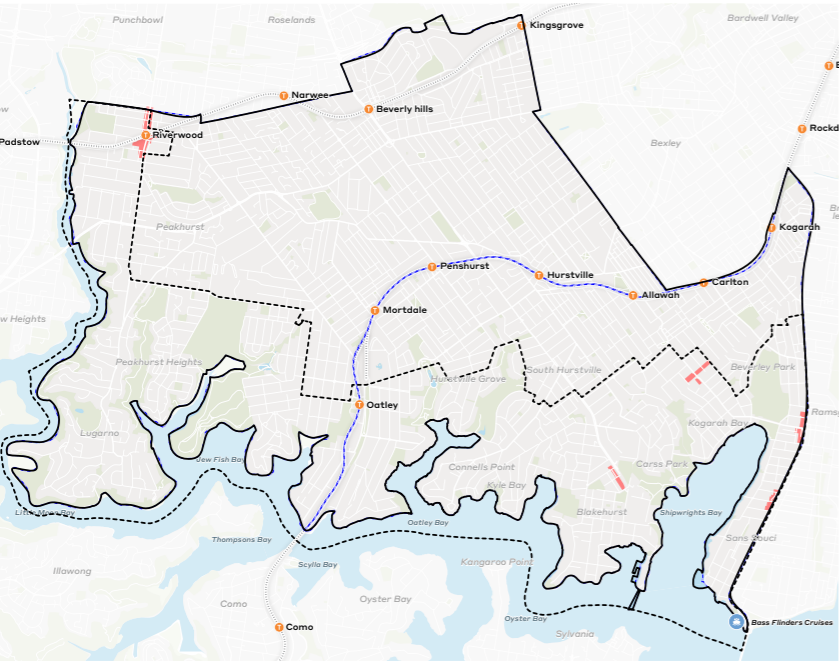 Punchbowl
Roselands
Bardwell Valley
Kingsgrove
Narwee
Beverly hills
Riverwood
Padstow
Rockd
Bexley
Peakhurst
Kogarah
Penshurst
Hurstville
Carlton
Allawah
Mortdale
w Heights
Peakhurst Heights
South Hurstville
Beverley Park
Hurstville Grove
Oatley
Rams
Kogarah Bay
Lugarno
Jew Fish Bay
Connells Point
Carss Park
Kyle Bay
Little Moon Bay
Oatley Bay
Blakehurst
Shipwrights Bay
Thompsons Bay
Sans Souci
Scylla Bay
Kangaroo Point
Illawong
Como
Oyster Bay
Oyster Bay
Bass Flinders Cruises
Como
Sylvania